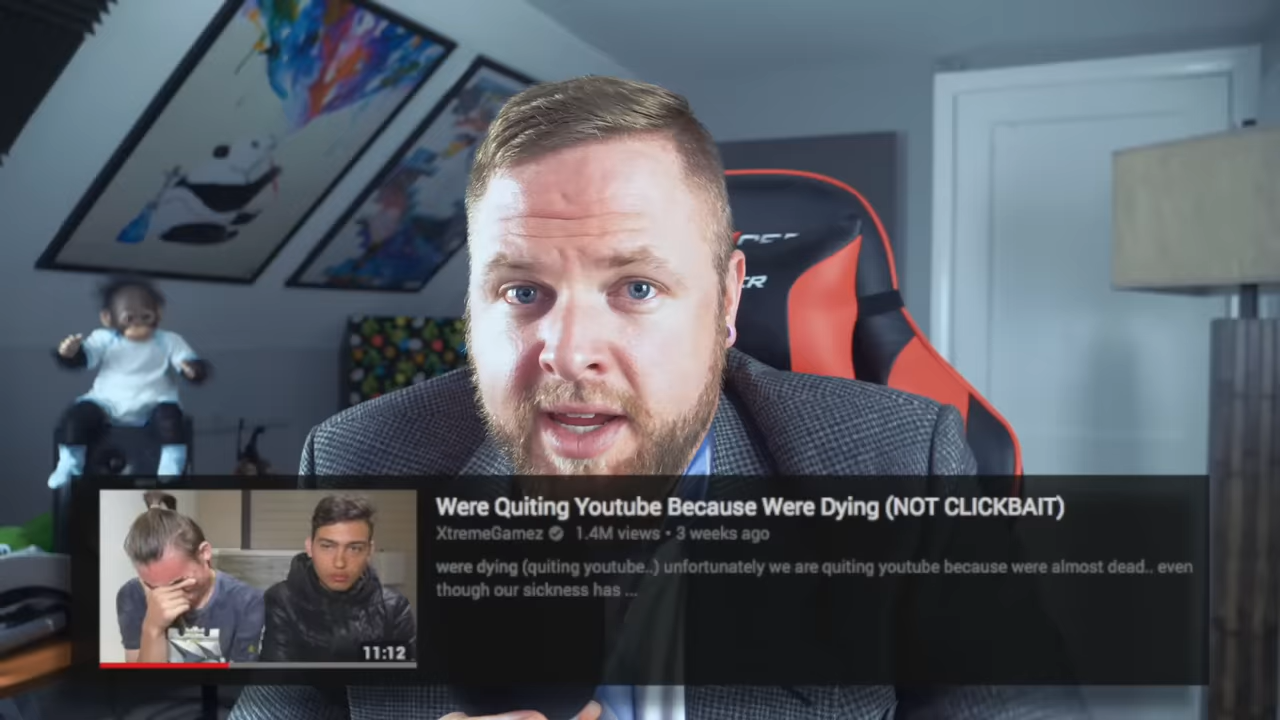 Were Quiting Youtube Because Were Dying (NOT CLICKBAIT)
XtremeGamez 1.4M views • 3 weeks ago
were dying (quiting youtube..) unfortunately we are quiting youtube because were almost dead.. even
though our sickness has ...
11:12